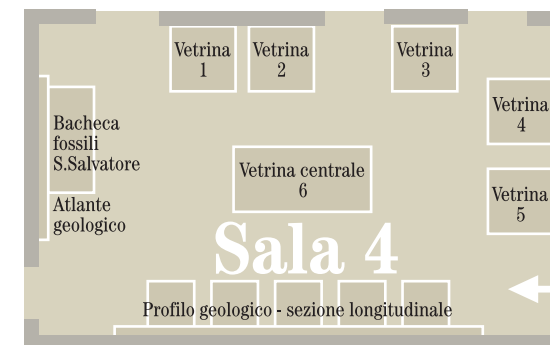 Vetrina
1
Vetrina
2
Vetrina
3
Vetrina
4
Bacheca
fossili
S.Salvatore
Vetrina centrale
6
Vetrina
5
Atlante
geologico
Sala 4
Profilo geologico - sezione longitudinale